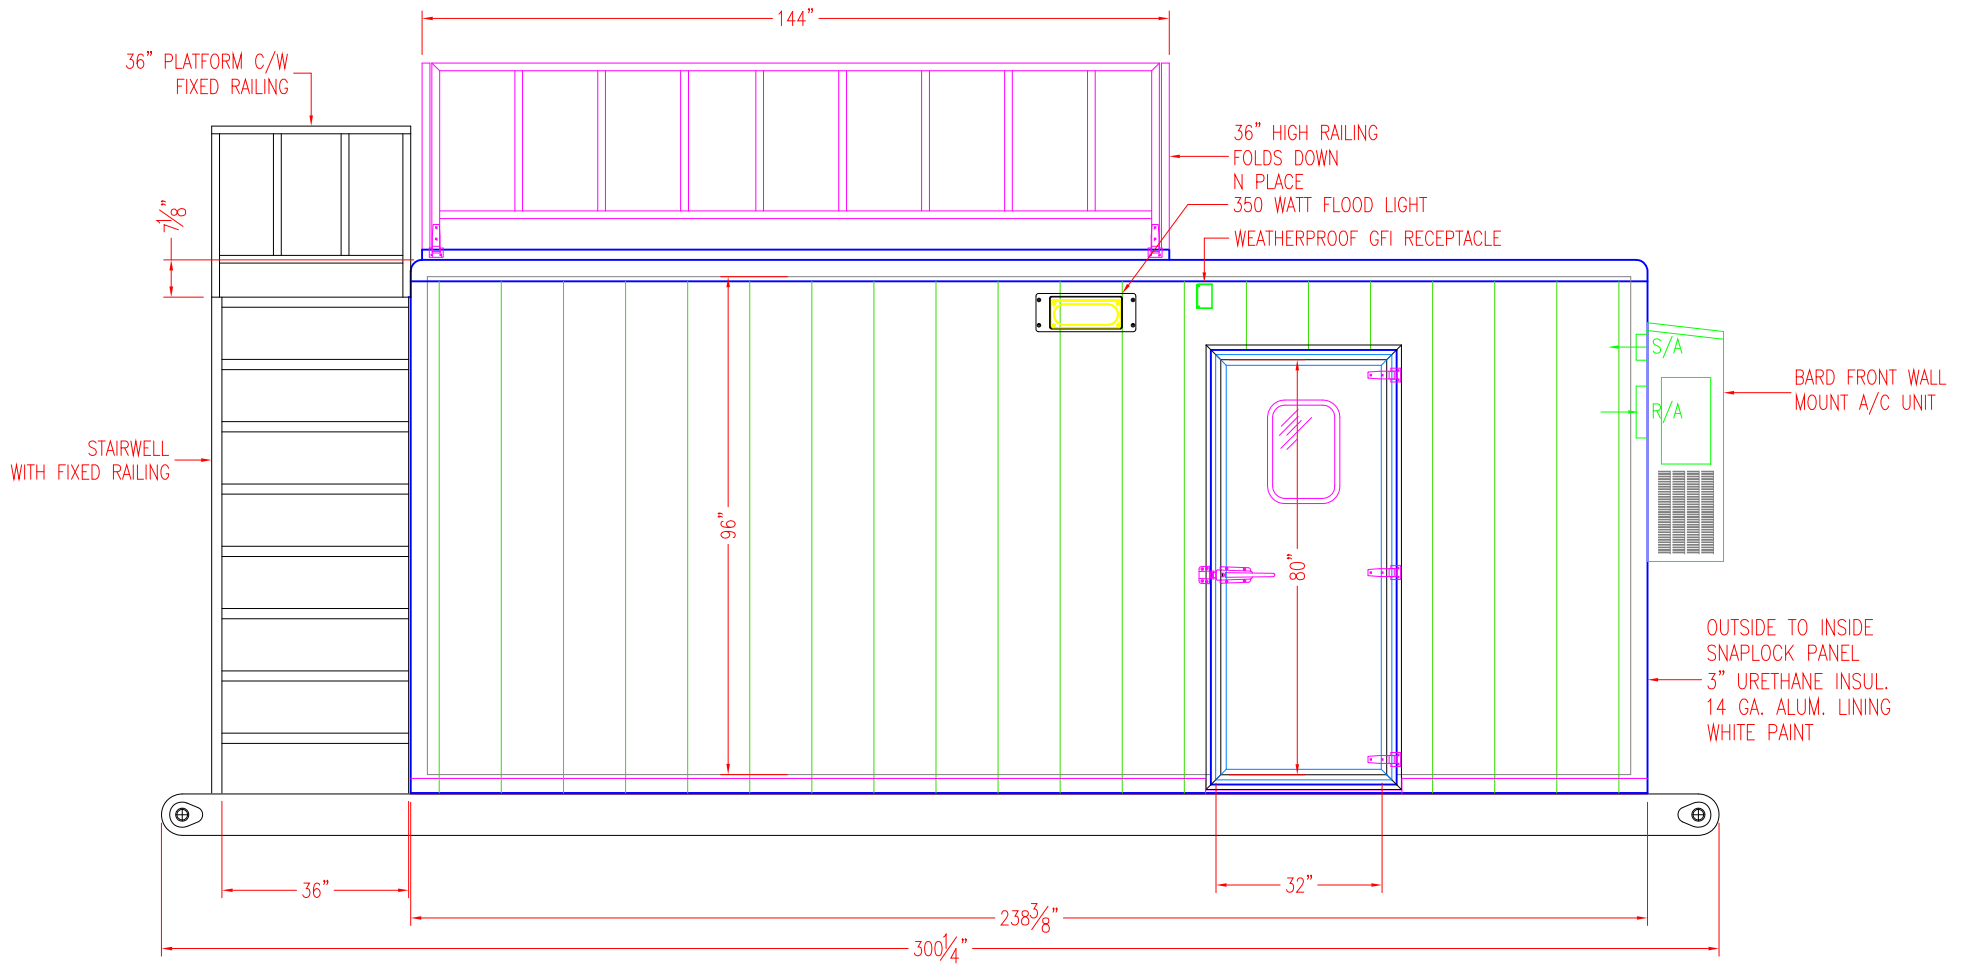 144”
36” PLATFORM C/W
FIXED RAILING
7⅛”
36” HIGH RAILING
FOLDS DOWN
N PLACE
350 WATT FLOOD LIGHT
WEATHERPROOF GFI RECEPTACLE
S/A
R/A
BARD FRONT WALL
MOUNT A/C UNIT
STAIRWELL
WITH FIXED RAILING
96”
80”
OUTSIDE TO INSIDE
SNAPLOCK PANEL
3” URETHANE INSUL.
14 GA. ALUM. LINING
WHITE PAINT
36”
32”
238⅜”
300¼”